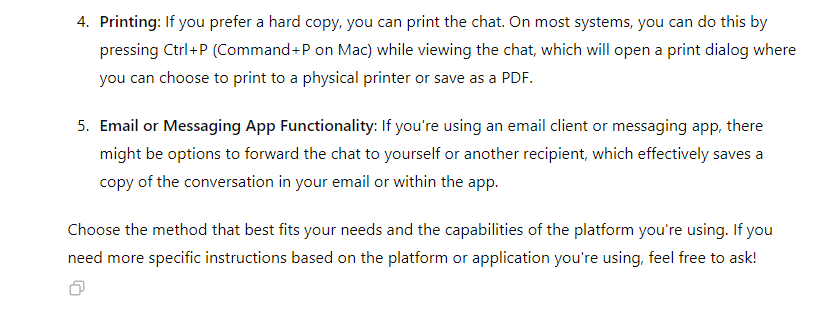 4. Printing: If you prefer a hard copy, you can print the chat. On most systems, you can do this by
pressing Ctrl+P (Command+P on Mac) while viewing the chat, which will open a print dialog where
you can choose to print to a physical printer or save as a PDF.
5. Email or Messaging App Functionality: If you're using an email client or messaging app, there
might be options to forward the chat to yourself or another recipient, which effectively saves a
copy of the conversation in your email or within the app.
Choose the method that best fits your needs and the capabilities of the platform you're using. If you
need more specific instructions based on the platform or application you're using, feel free to ask!